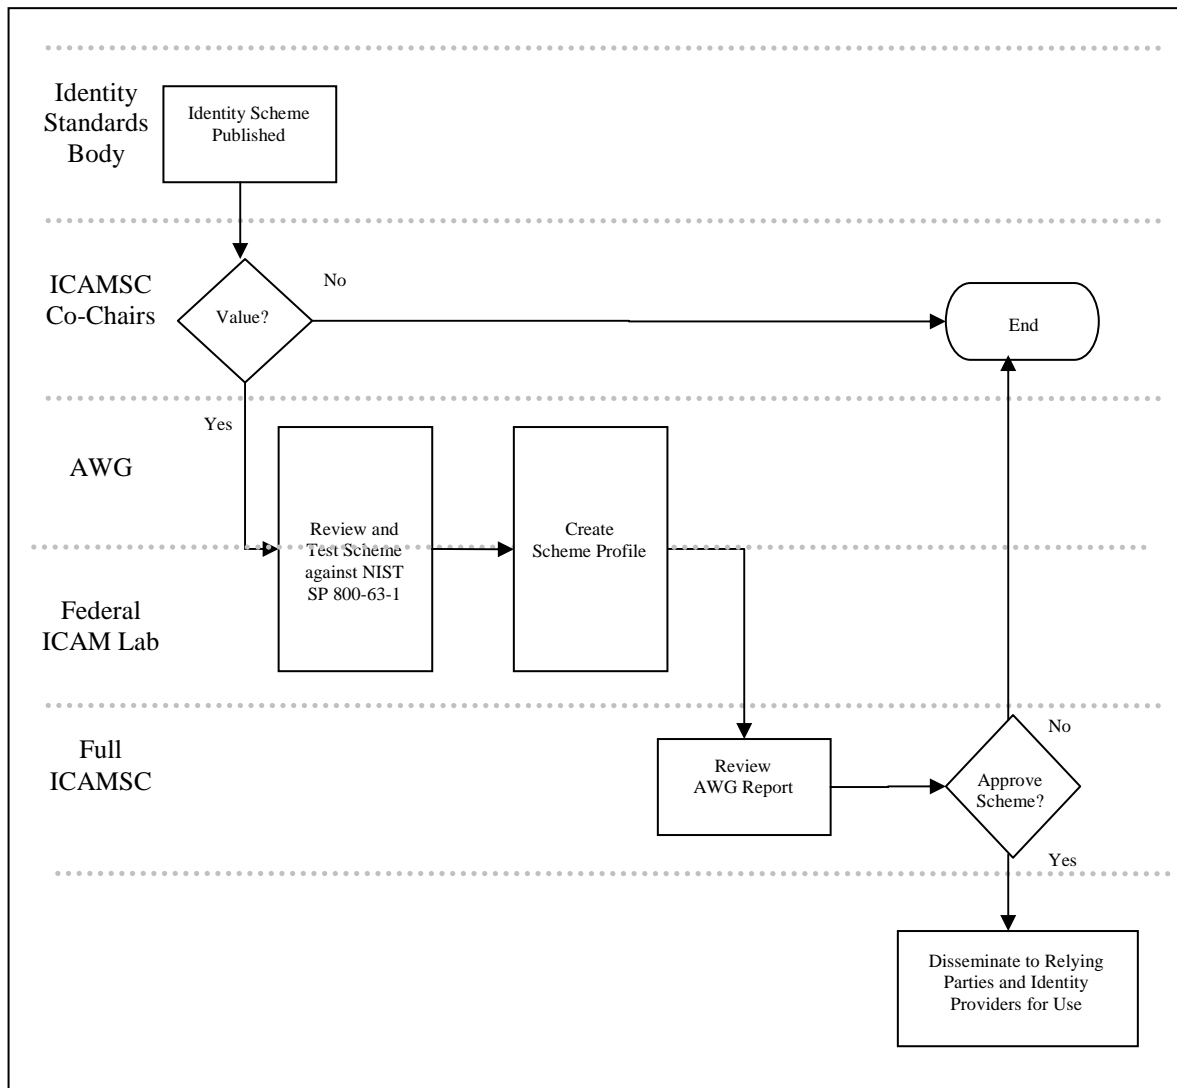 Identity
Standards
Body
Identity Scheme
Published
ICAMSC
Co-Chairs
Value?
No
End
Yes
AWG
Review and
Test Scheme
against NIST
SP 800-63-1
Create
Scheme Profile
Federal
ICAM Lab
Full
ICAMSC
Review
AWG Report
No
Approve
Scheme?
Yes
Disseminate to Relying
Parties and Identity
Providers for Use